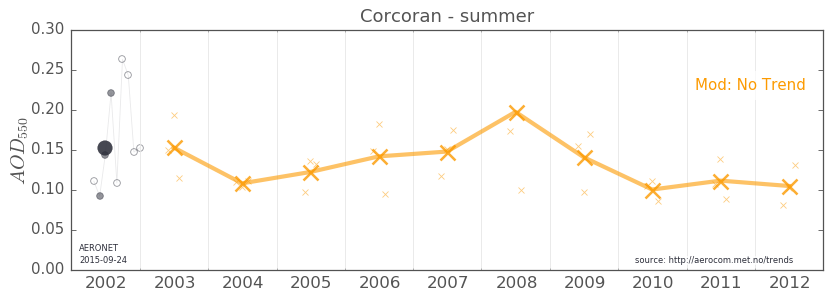 Corcoran - summer
0.30
0.25
0.20
0.15
0.10
0.05
0.00
AOD550
Mod: No Trend
AERONET
2015-09-24
source: http://aerocom.met.no/trends
2002 2003 2004 2005 2006 2007 2008 2009 2010 2011 2012